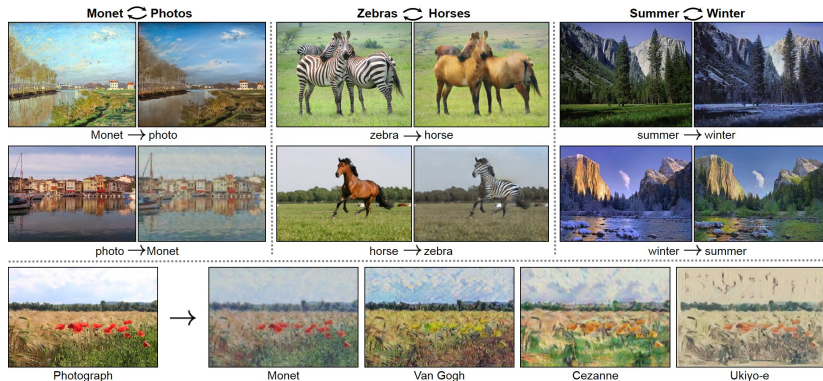 Monet Photos
Zebras Horses
Summer Winter
Monet → photo
zebra → horse
summer → winter
photo → Monet
horse → zebra
winter → summer
Photograph
Monet
Van Gogh
Cezanne
Ukiyo-e